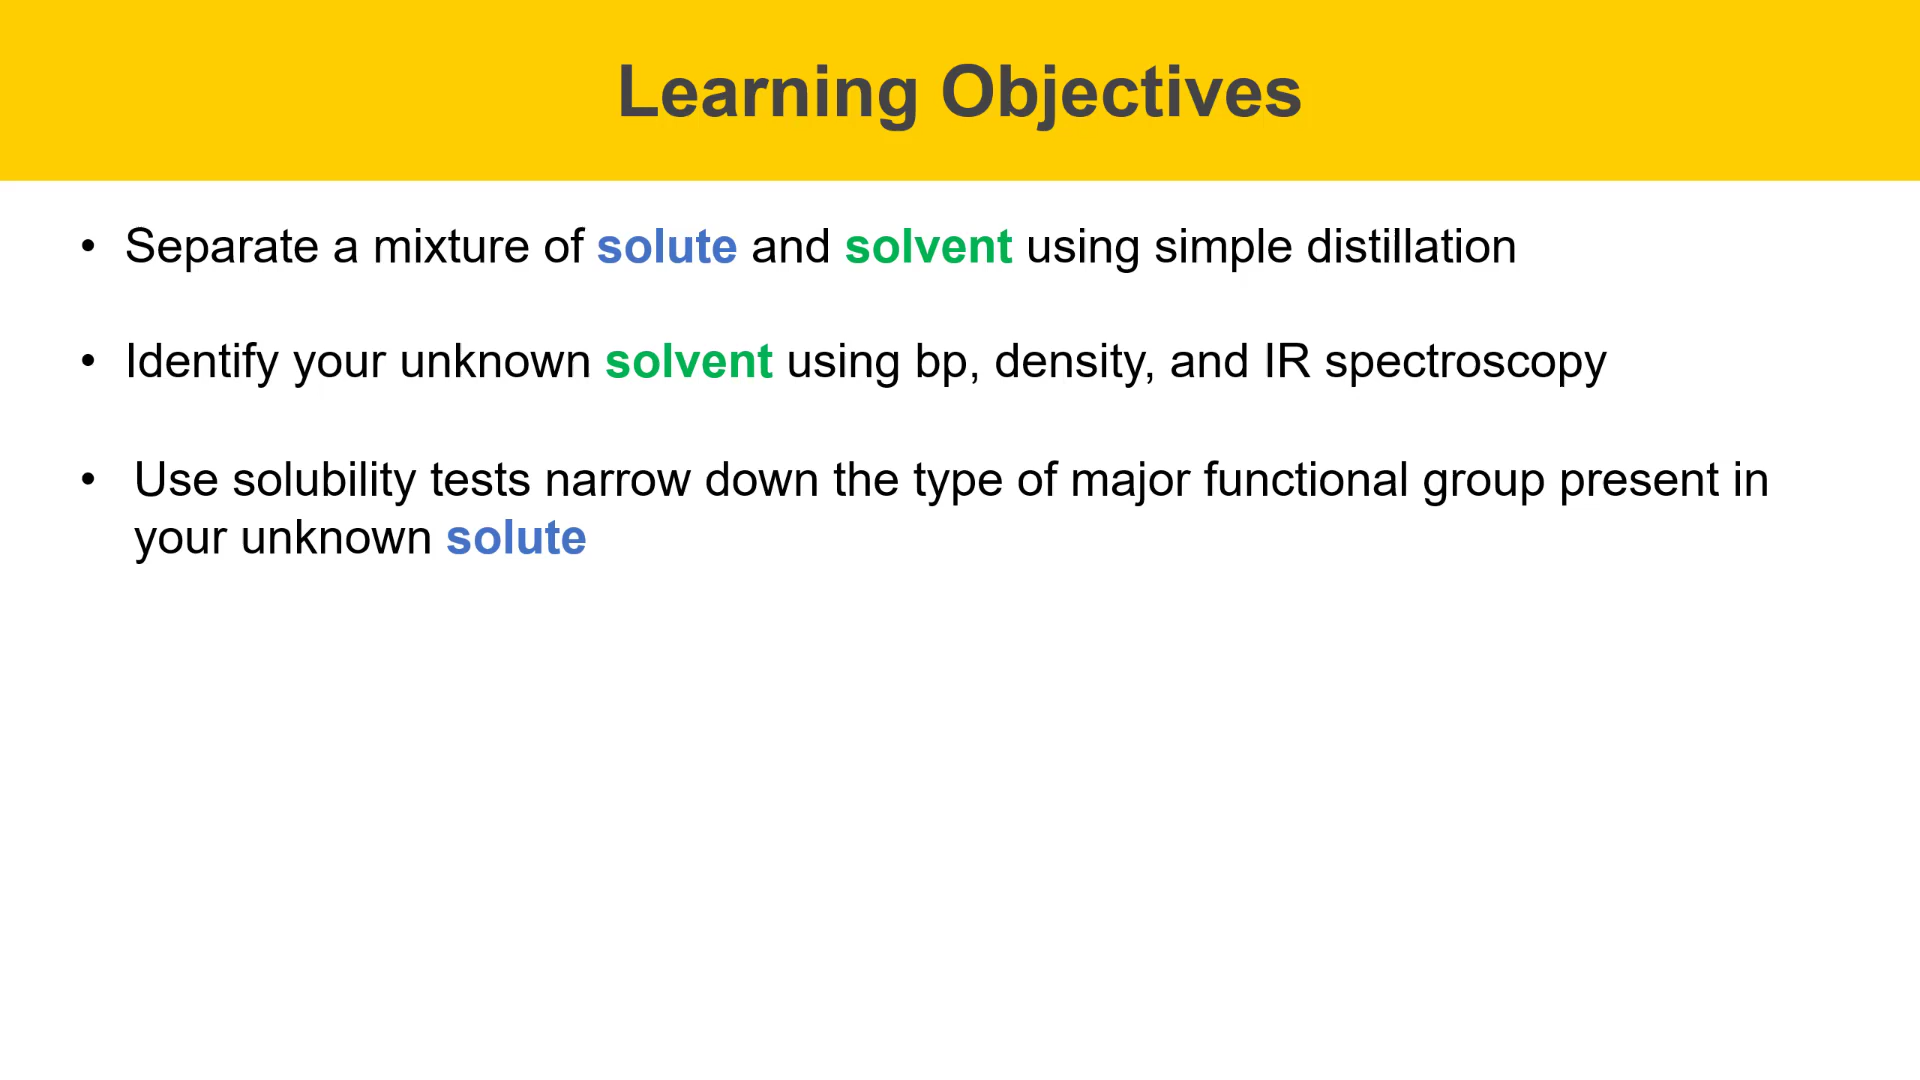 Learning Objectives
• Separate a mixture of solute and solvent using simple distillation
• Identify your unknown solvent using bp, density, and IR spectroscopy
• Use solubility tests narrow down the type of major functional group present in
your unknown solute